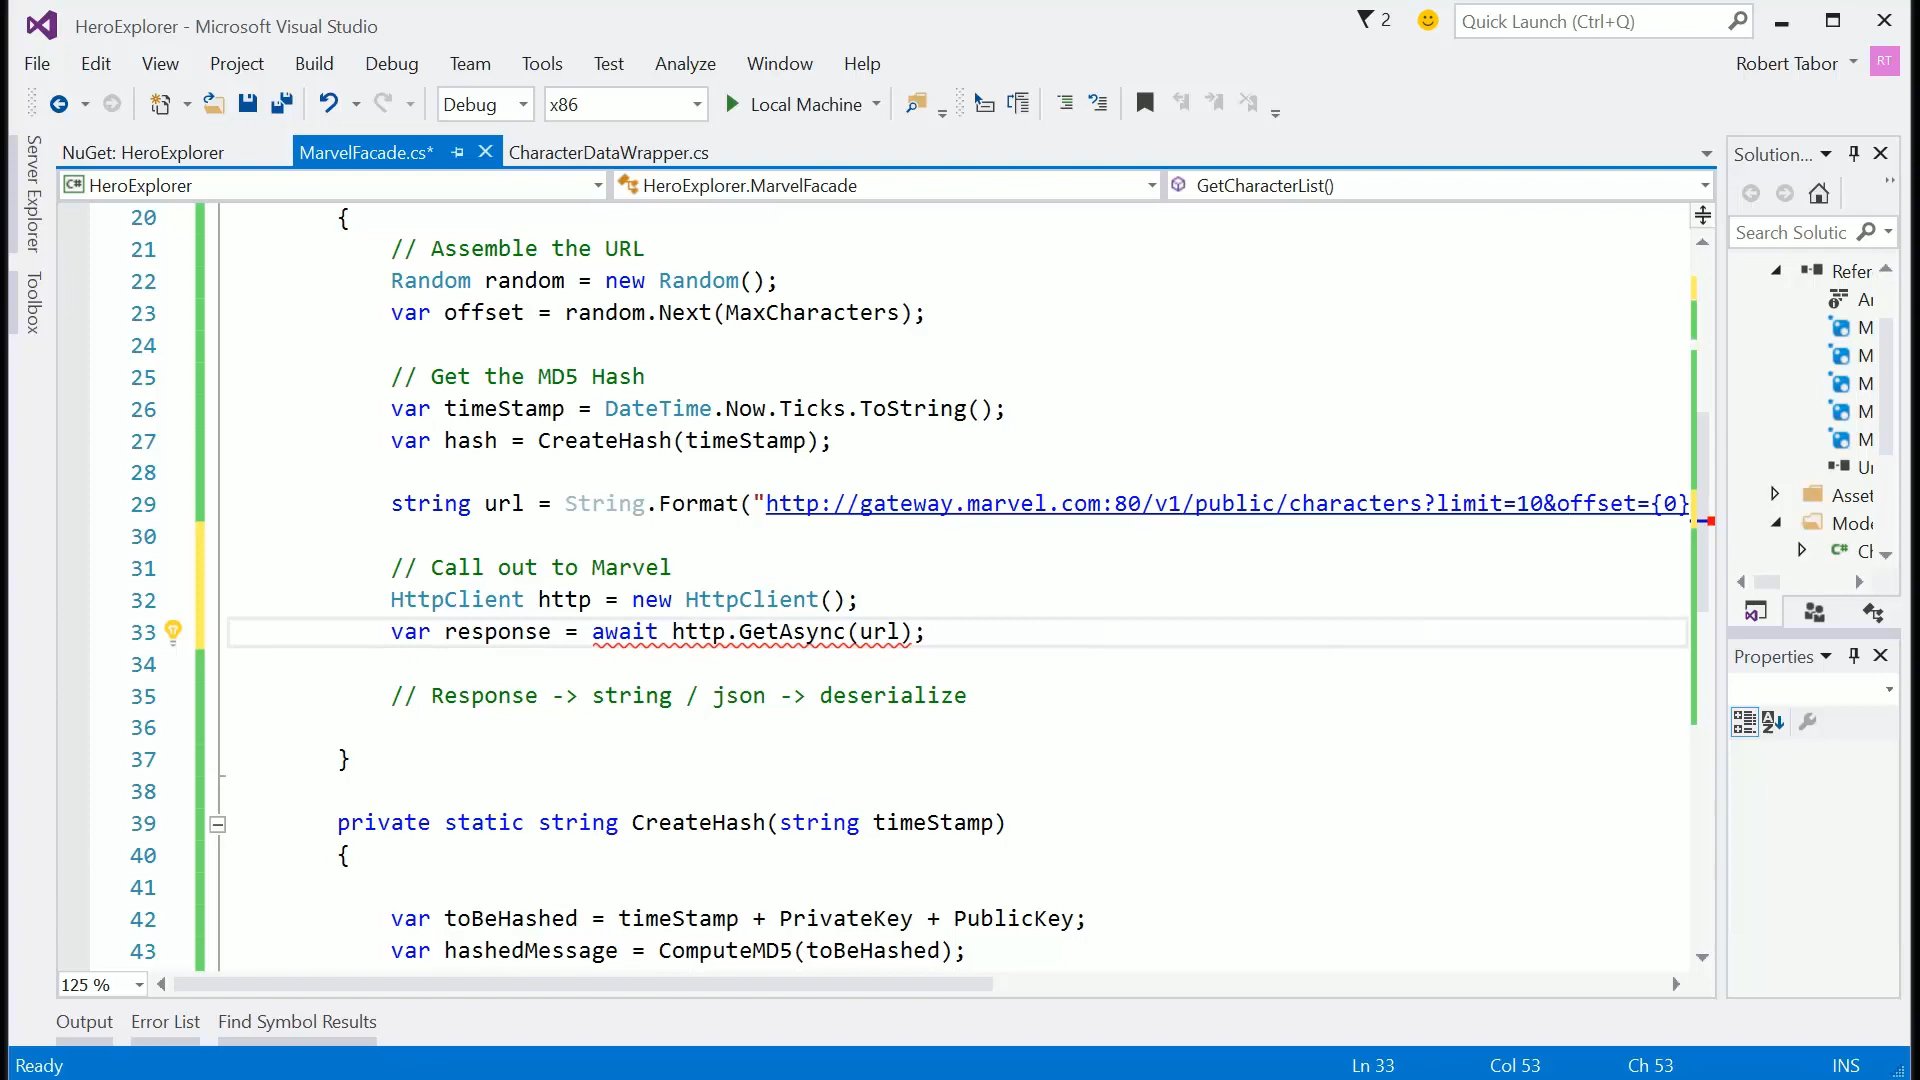 HeroExplorer - Microsoft Visual Studio
2
Quick Launch (Ctrl+Q)
File Edit View Project Build Debug Team Tools Test Analyze Window Help
Robert Tabor
RT
Debug
x86
Local Machine
Server Explorer
Toolbox
NuGet: HeroExplorer
MarvelFacade.cs*
CharacterDataWrapper.cs
C# HeroExplorer
HeroExplorer.MarvelFacade
GetCharacterList()
20 {
21 // Assemble the URL
22 Random random = new Random();
23 var offset = random.Next(MaxCharacters);
24
25 // Get the MD5 Hash
26 var timeStamp = DateTime.Now.Ticks.ToString();
27 var hash = CreateHash(timeStamp);
28
29 string url = String.Format("http://gateway.marvel.com:80/v1/public/characters?limit=10&offset={0}
30
31 // Call out to Marvel
32 HttpClient http = new HttpClient();
33 var response = await http.GetAsync(url);
34
35 // Response -> string / json -> deserialize
36
37 }
38
39 private static string CreateHash(string timeStamp)
40 {
41
42 var toBeHashed = timeStamp + PrivateKey + PublicKey;
43 var hashedMessage = ComputeMD5(toBeHashed);
125 %
Solution...
Search Solutic
Refer
Ai
M
M
M
M
M
Asset
Mode
C#
Properties
Output Error List Find Symbol Results
Ready
Ln 33
Col 53
Ch 53
INS